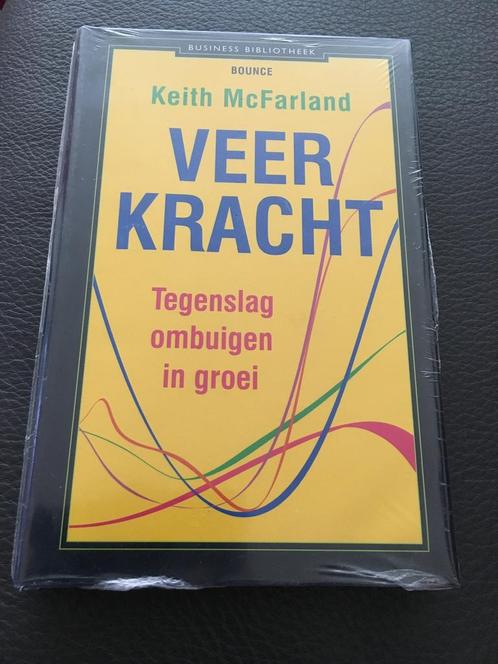 BUSINESS BIBLIOTHEEK
BOUNCE
Keith McFarland
VEER
KRACHT
Tegenslag
ombuigen
in groei